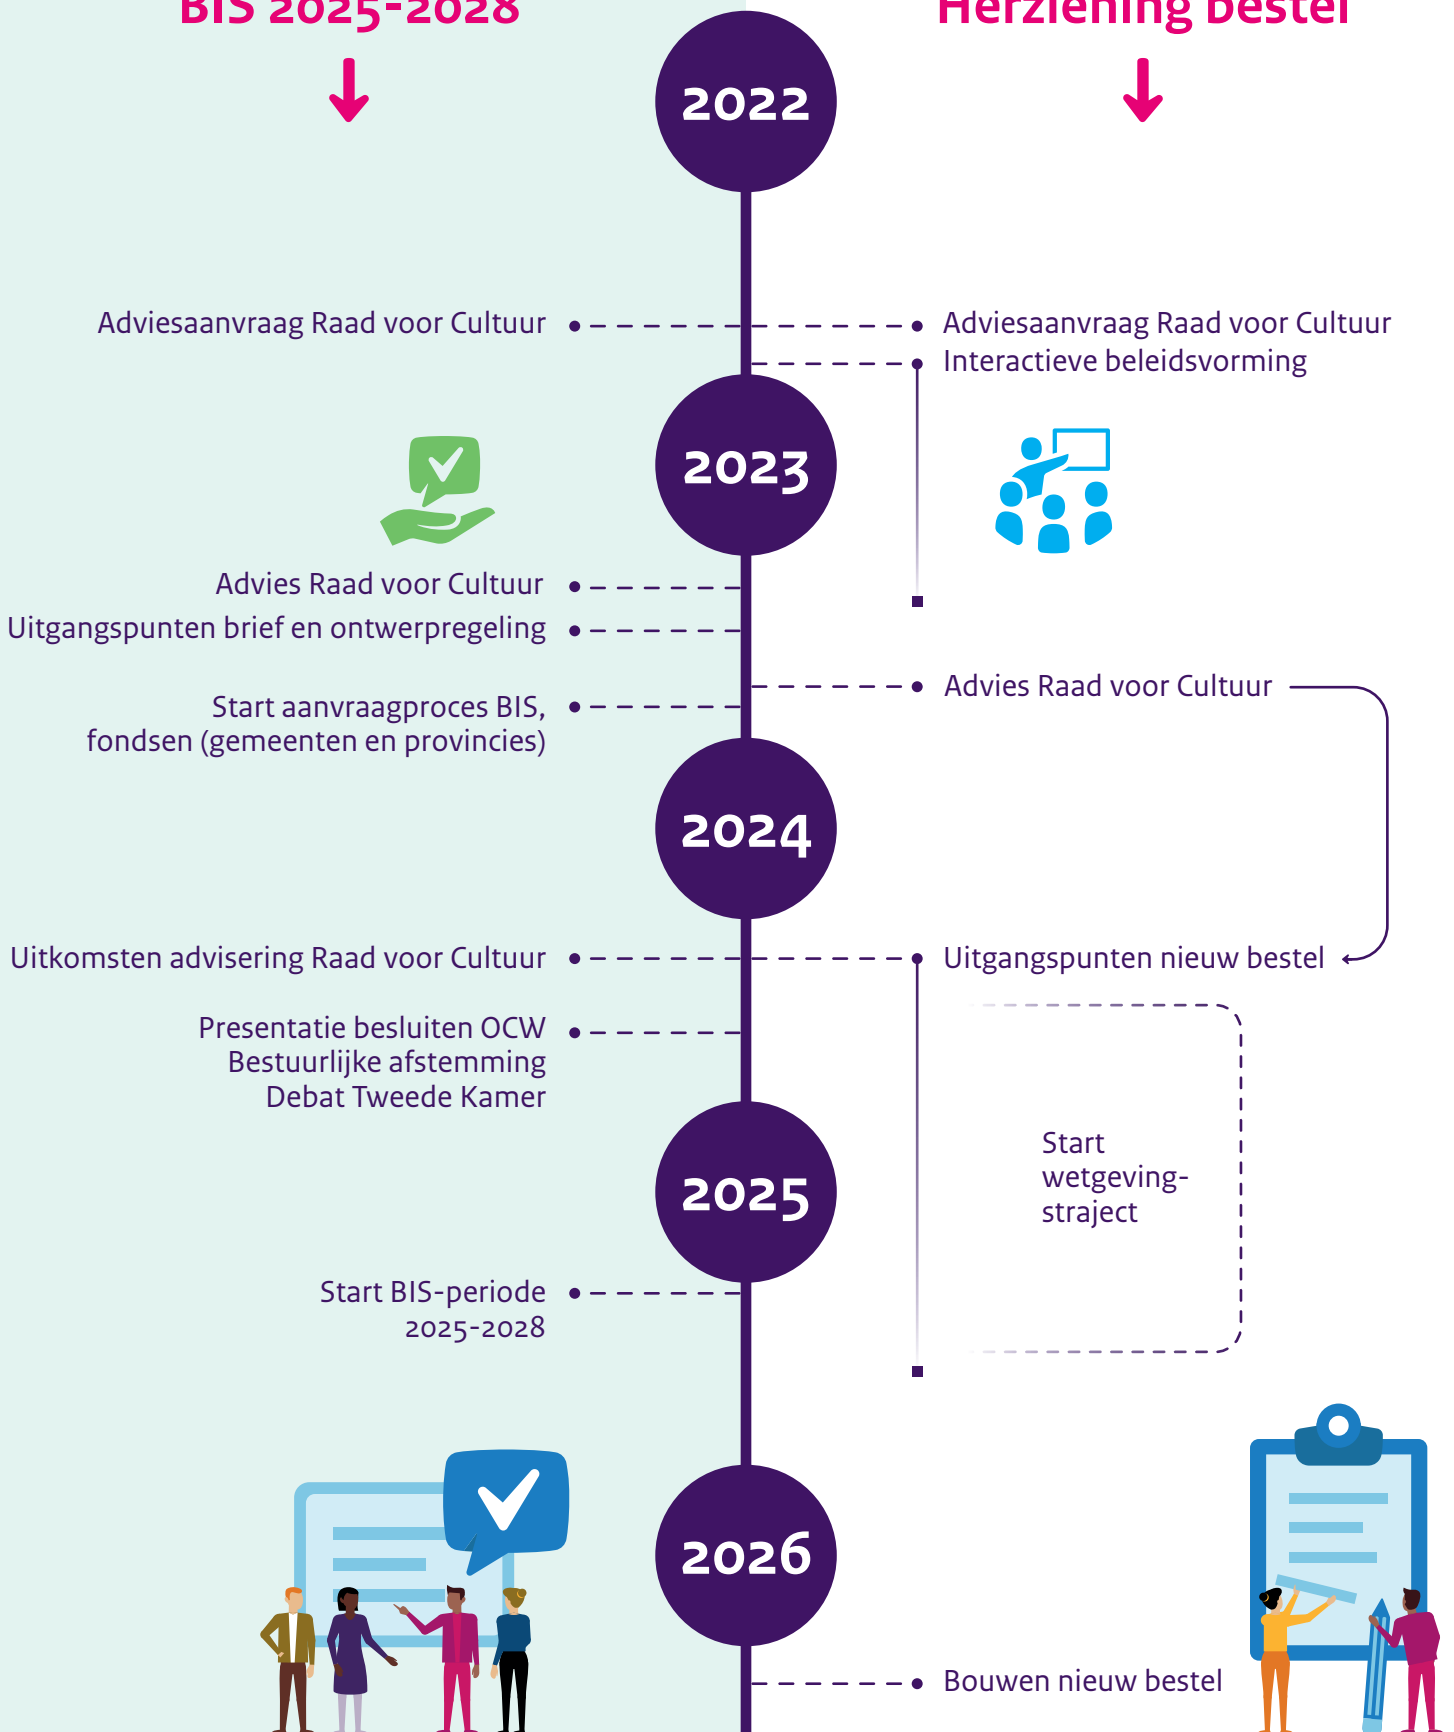 BIS 2025-2028
Herziening bestel
2022
Adviesaanvraag Raad voor Cultuur
Adviesaanvraag Raad voor Cultuur
Interactieve beleidsvorming
2023
Advies Raad voor Cultuur
Uitgangspunten brief en ontwerpregeling
Advies Raad voor Cultuur
Start aanvraagproces BIS,
fondsen (gemeenten en provincies)
2024
Uitkomsten advisering Raad voor Cultuur
Uitgangspunten nieuw bestel
Presentatie besluiten OCW
Bestuurlijke afstemming
Debat Tweede Kamer
2025
Start
wetgeving-
straject
Start BIS-periode
2025-2028
2026
Bouwen nieuw bestel